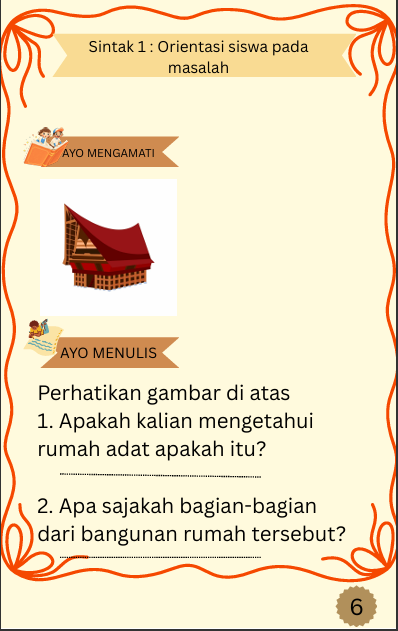 Sintak 1 : Orientasi siswa pada
masalah
AYO MENGAMATI
AYO MENULIS
Perhatikan gambar di atas
1. Apakah kalian mengetahui
rumah adat apakah itu?
2. Apa sajakah bagian-bagian
dari bangunan rumah tersebut?
6